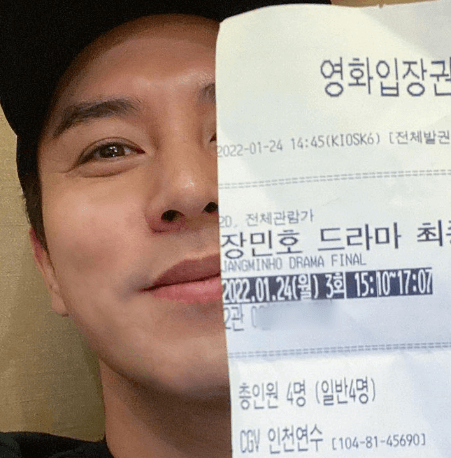 영화입장권
2022-01-24 14:45(KIOSK6) [전체발권
2D, 전체관람가
장민호 드라마 최종
JANGMINHO DRAMA FINAL
2022.01.24(월) 3회 15:10~17:07
2관
총인원 4명 (일반4명)
CGV 인천연수 [104-81-45690]